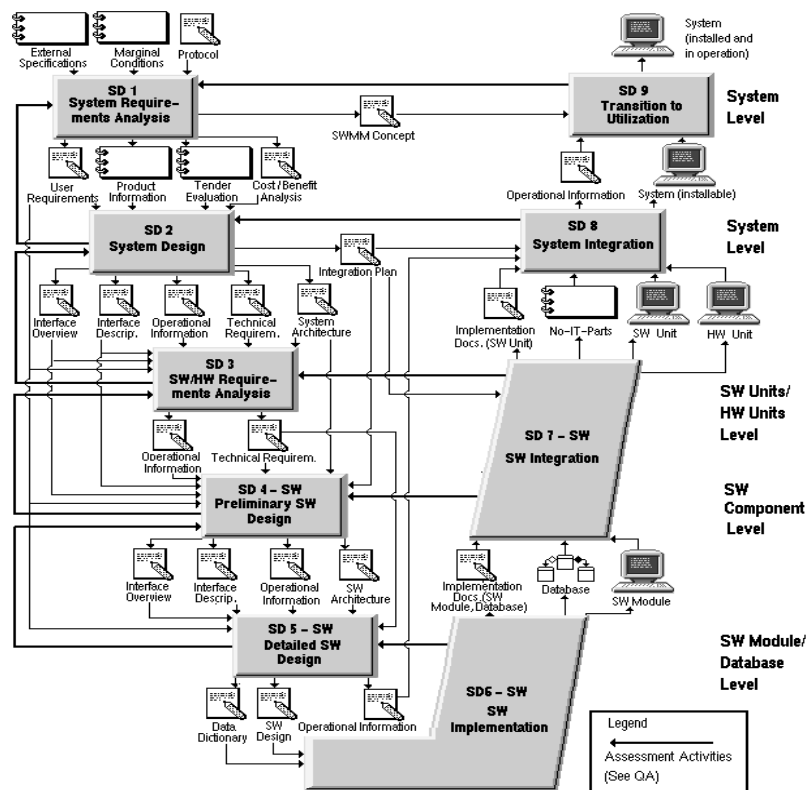 External
Specifications
Marginal
Conditions
Protocol
System
(installed and
in operation)
SD 1
System Require-
ments Analysis
SWMM Concept
SD 9
Transition to
Utilization
System
Level
User
Requirements
Product
Information
Tender
Evaluation
Cost/Benefit
Analysis
Operational
Information
System (installable)
SD 2
System Design
Integration Plan
SD 8
System Integration
System
Level
Interface
Overview
Interface
Descrip.
Operational
Information
Technical
Requirem.
System
Architecture
Implementation
Docs. (SW Unit)
No-IT-Parts
SW Unit
HW Unit
SD 3
SW/HW Require-
ments Analysis
SW Units/
HW Units
Level
Operational
Information
Technical Requirem.
SD 7 - SW
SW Integration
SD 4 - SW
Preliminary SW
Design
SW
Component
Level
Interface
Overview
Interface
Descrip.
Operational
Information
SW
Architecture
Implementation
Docs. (SW
Module, Database)
Database
SW Module
SD 5 - SW
Detailed SW
Design
SW Module/
Database
Level
SD6 - SW
SW
Implementation
Data
Dictionary
SW
Design
Operational Information
Legend
Assessment Activities
(See QA)